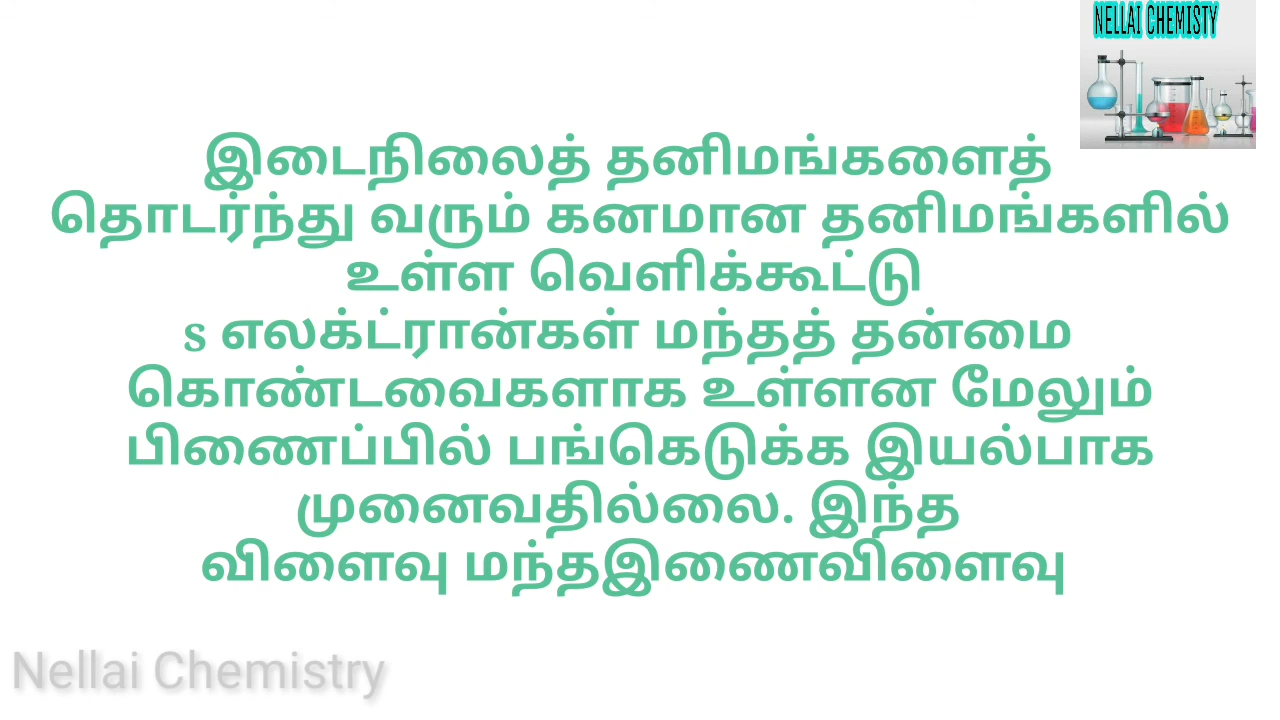 NELLAI CHEMISTY
இடைநிலைத் தனிமங்களைத்
தொடர்ந்து வரும் கனமான தனிமங்களில்
உள்ள வெளிக்கூட்டு
s எலக்ட்ரான்கள் மந்தத் தன்மை
கொண்டவைகளாக உள்ளன மேலும்
பிணைப்பில் பங்கெடுக்க இயல்பாக
முனைவதில்லை. இந்த
விளைவு மந்தஇணைவிளைவு
Nellai Chemistry